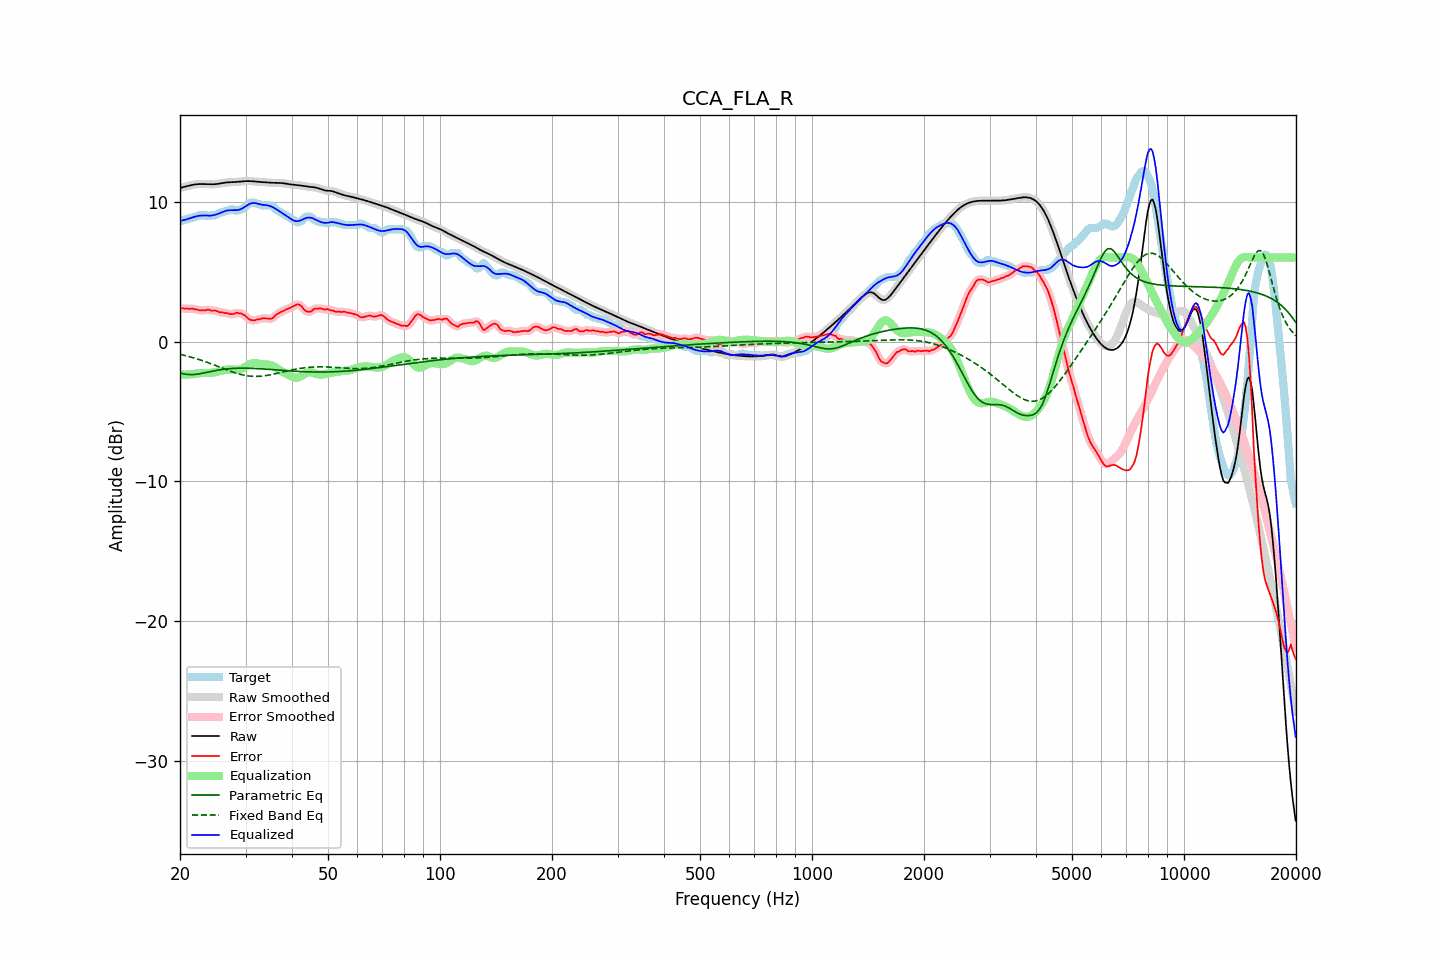 CCA_FLA_R
Amplitude (dBr)
10
0
−10
−20
−30
Target
Raw Smoothed
Error Smoothed
Raw
Error
Equalization
Parametric Eq
Fixed Band Eq
Equalized
20 50 100 200 500 1000 2000 5000 10000 20000
Frequency (Hz)